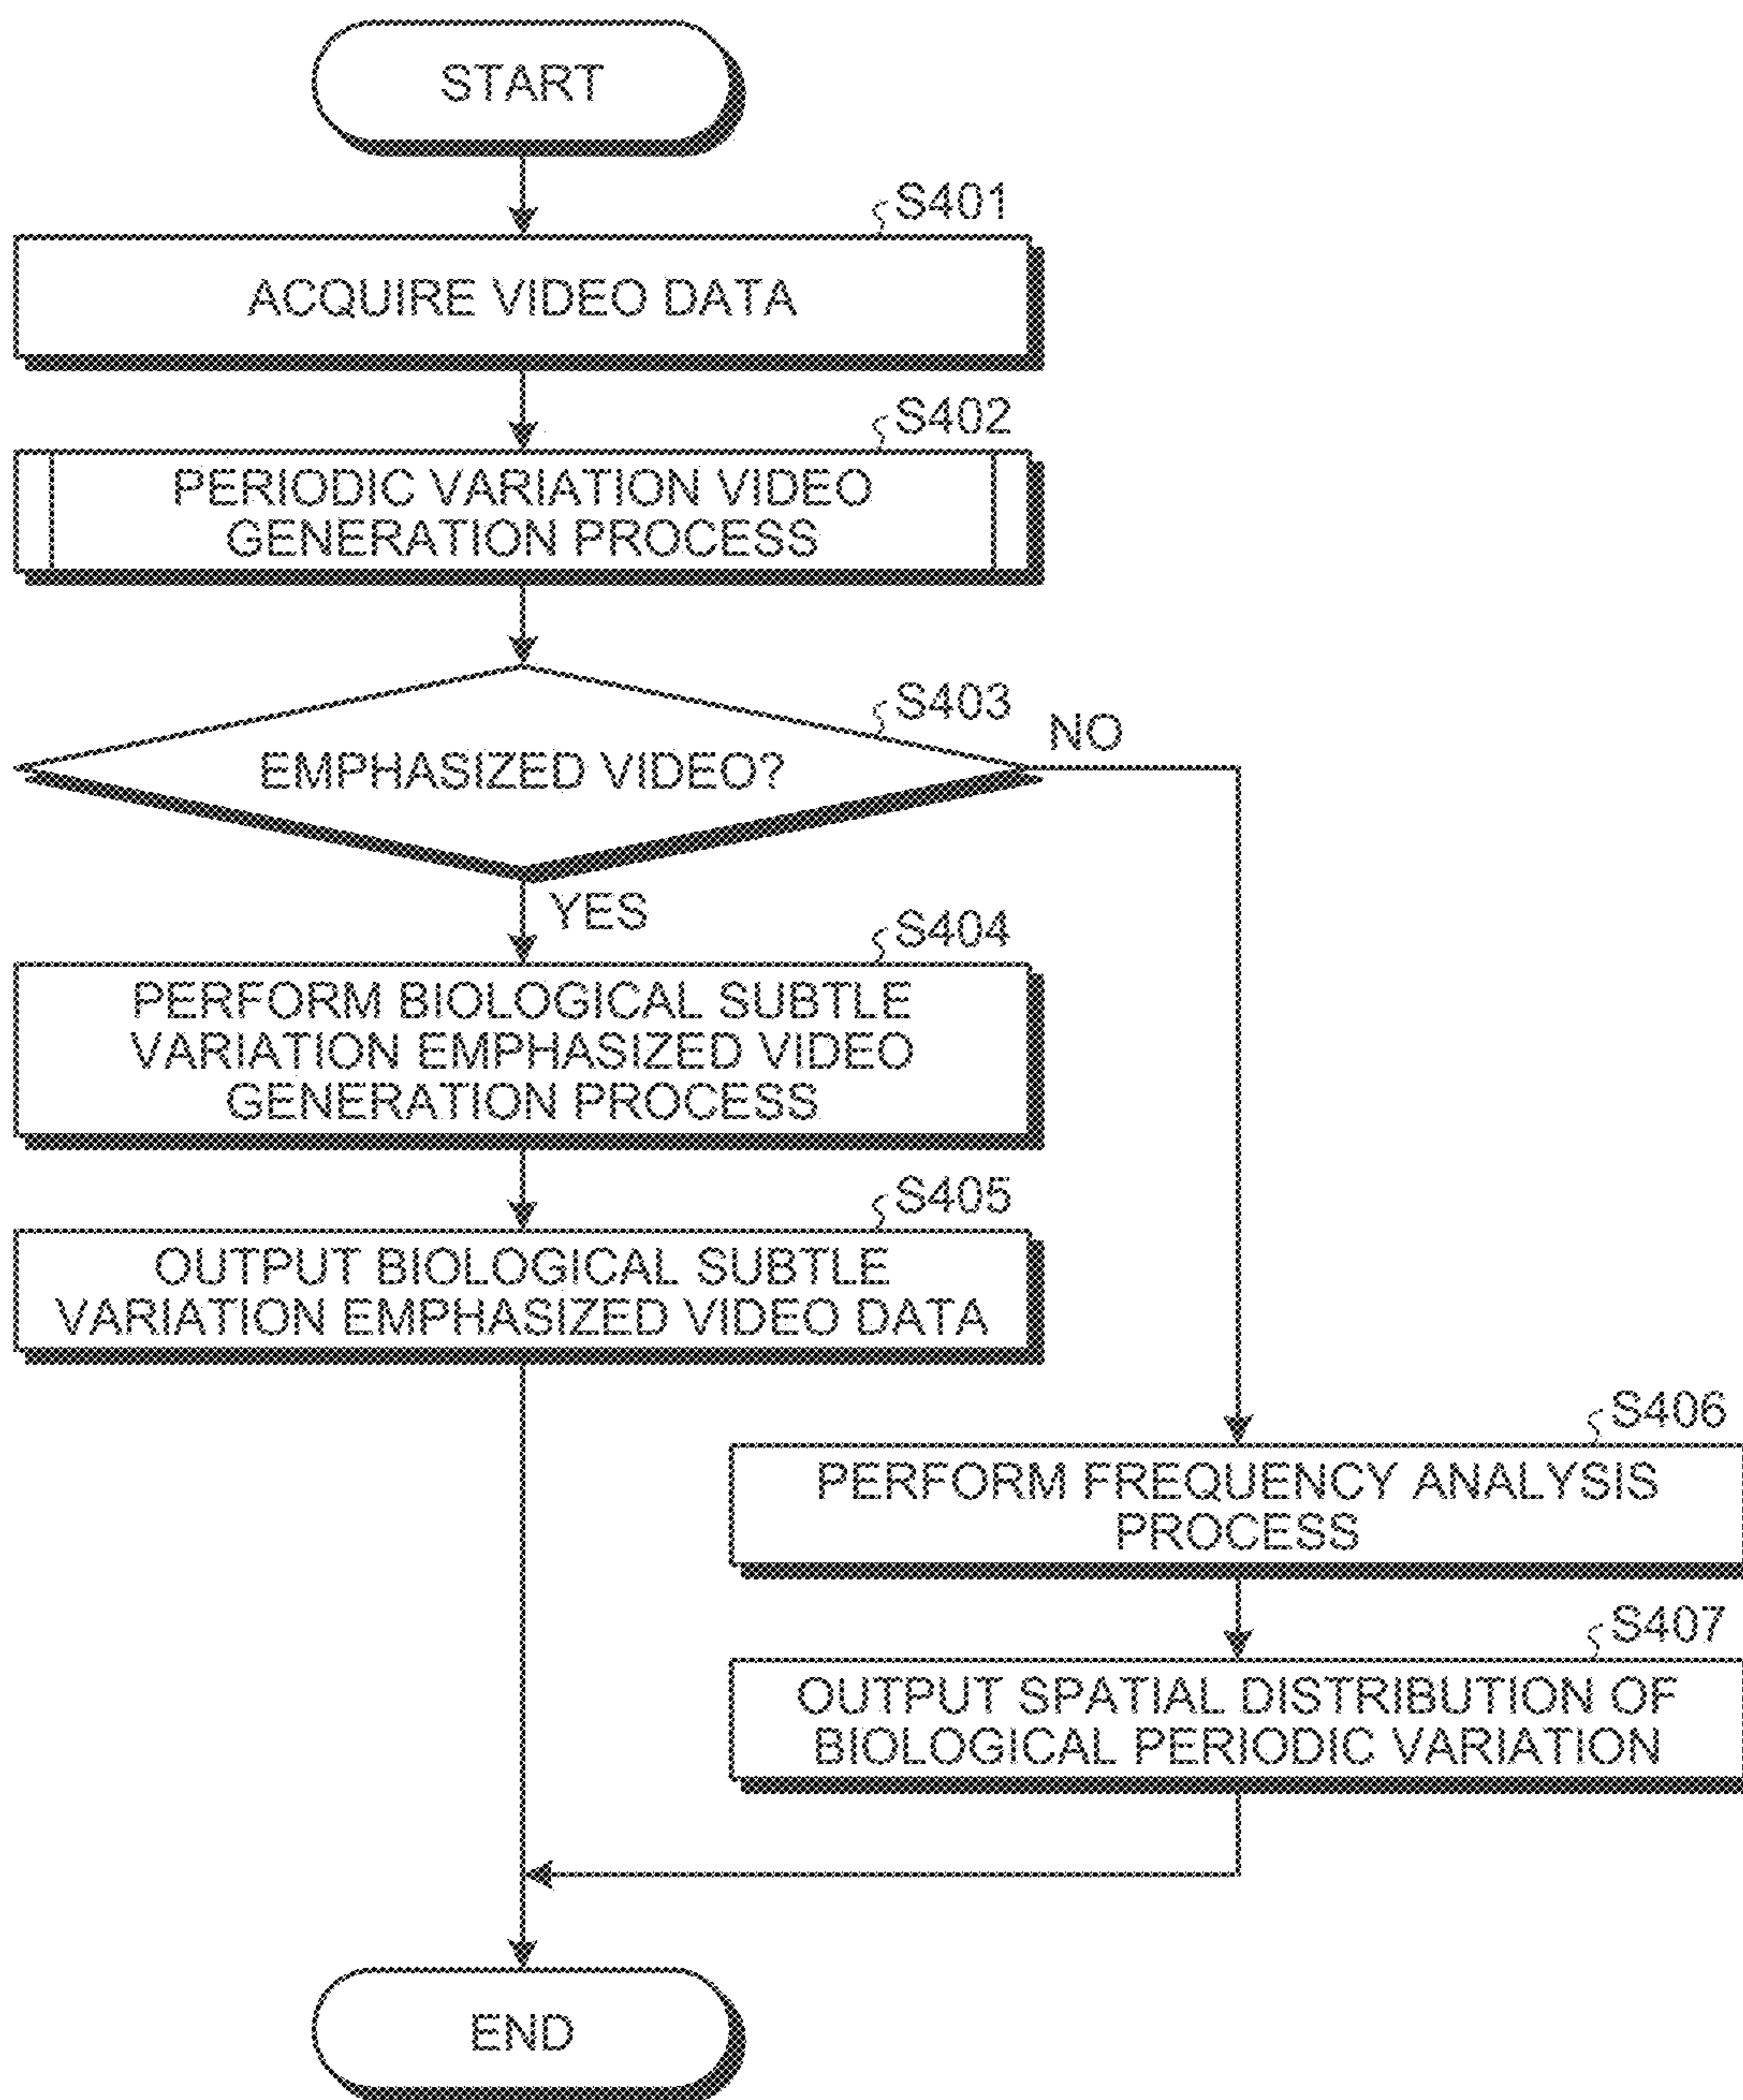 START
S401
ACQUIRE VIDEO DATA
S402
PERIODIC VARIATION VIDEO
GENERATION PROCESS
S403
EMPHASIZED VIDEO?
NO
YES
S404
PERFORM BIOLOGICAL SUBTLE
VARIATION EMPHASIZED VIDEO
GENERATION PROCESS
S405
OUTPUT BIOLOGICAL SUBTLE
VARIATION EMPHASIZED VIDEO DATA
S406
PERFORM FREQUENCY ANALYSIS
PROCESS
S407
OUTPUT SPATIAL DISTRIBUTION OF
BIOLOGICAL PERIODIC VARIATION
END